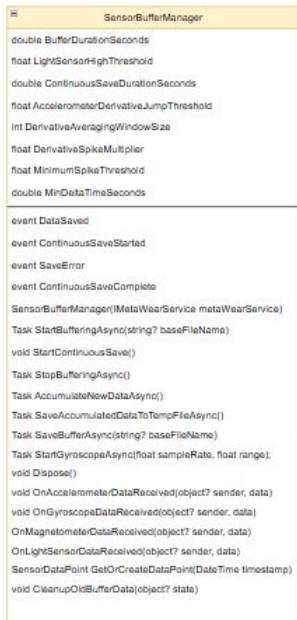 SensorBufferManager
double BufferDurationSeconds
float LightSensorHighThreshold
double ContinuousSaveDurationSeconds
float AccelerometerDerivativeJumpThreshold
int DerivativeAveragingWindowSize
float DerivativeSpikeMultiplier
float MinimumSpikeThreshold
double MinDeltaTimeSeconds
event DataSaved
event ContinuousSaveStarted
event SaveError
event ContinuousSaveComplete
SensorBufferManager(IMetaWearService metaWearService)
Task StartBufferingAsync(string? baseFileName)
void StartContinuousSave()
Task StopBufferingAsync()
Task AccumulateNewDataAsync()
Task SaveAccumulatedDataToTempFileAsync()
Task SaveBufferAsync(string? baseFileName)
Task StartGyroscopeAsync(float sampleRate, float range);
void Dispose()
void OnAccelerometerDataReceived(object? sender, data)
void OnGyroscopeDataReceived(object? sender, data)
OnMagnetometerDataReceived(object? sender, data)
OnLightSensorDataReceived(object? sender, data)
SensorDataPoint GetOrCreateDataPoint(DateTime timestamp)
void CleanupOldBufferData(object? state)